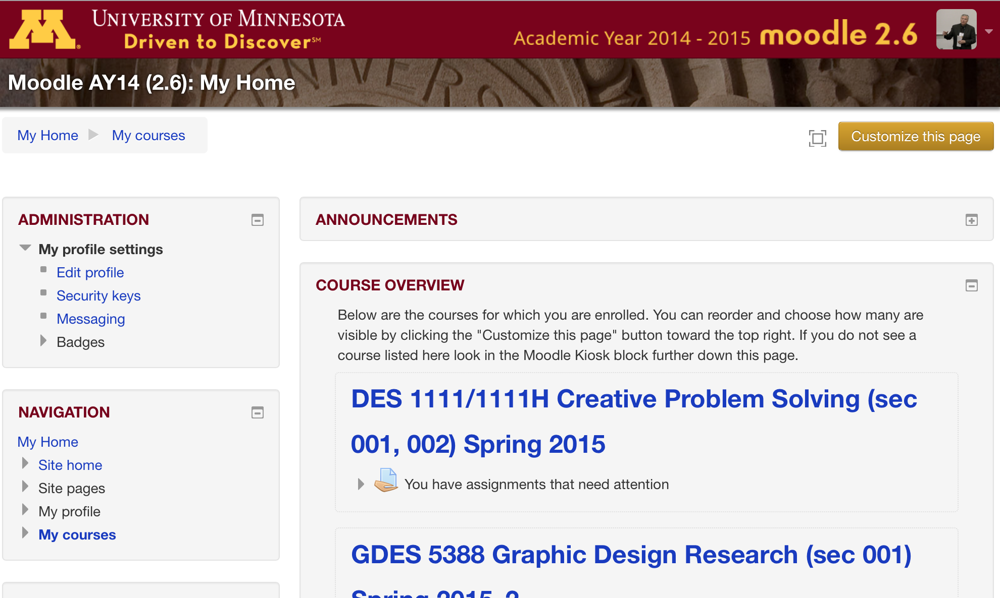 UNIVERSITY OF MINNESOTA
Driven to Discover℠
Academic Year 2014 - 2015 moodle 2.6
Moodle AY14 (2.6): My Home
My Home
My courses
Customize this page
ADMINISTRATION
My profile settings
Edit profile
Security keys
Messaging
Badges
NAVIGATION
My Home
Site home
Site pages
My profile
My courses
ANNOUNCEMENTS
COURSE OVERVIEW
Below are the courses for which you are enrolled. You can reorder and choose how many are
visible by clicking the "Customize this page" button toward the top right. If you do not see a
course listed here look in the Moodle Kiosk block further down this page.
DES 1111/1111H Creative Problem Solving (sec
001, 002) Spring 2015
You have assignments that need attention
GDES 5388 Graphic Design Research (sec 001)
Spring 2015